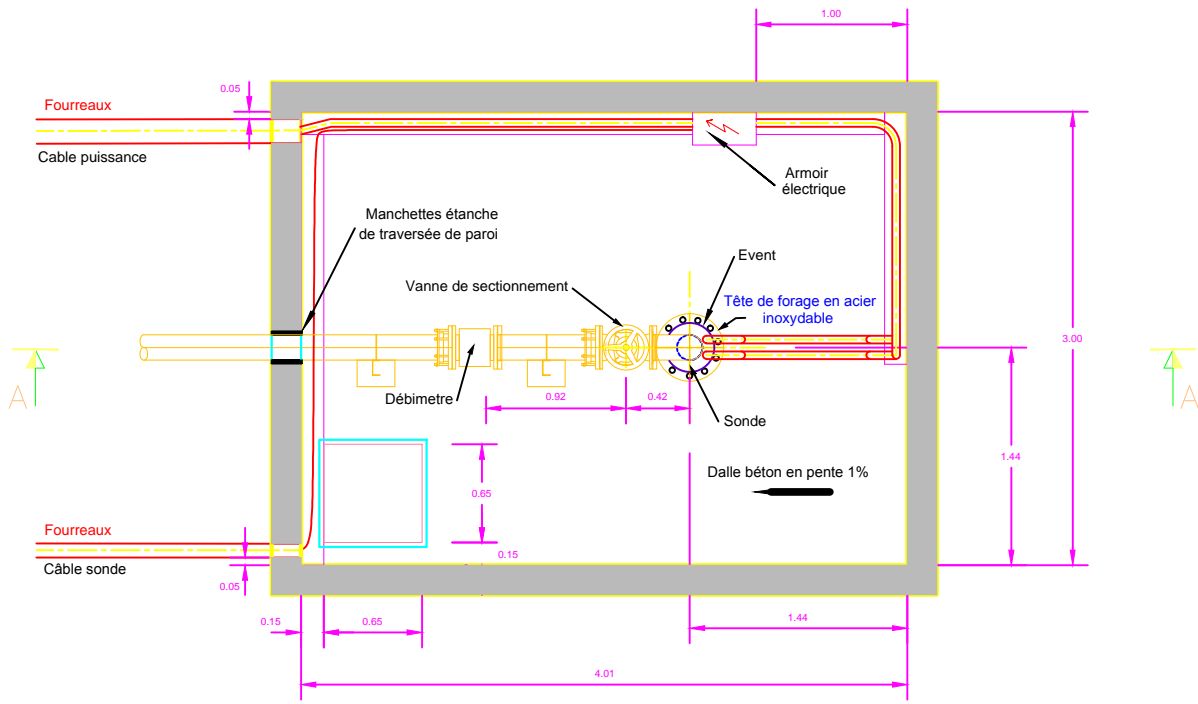 1.00
0.05
Fourreaux
Cable puissance
Armoir
électrique
Manchettes étanche
de traversée de paroi
Event
Vanne de sectionnement
Tête de forage en acier
inoxydable
3.00
A
A
Débimetre
0.92
0.42
Sonde
1.44
Dalle béton en pente 1%
0.65
Fourreaux
0.15
Câble sonde
0.05
0.15
0.65
1.44
4.01